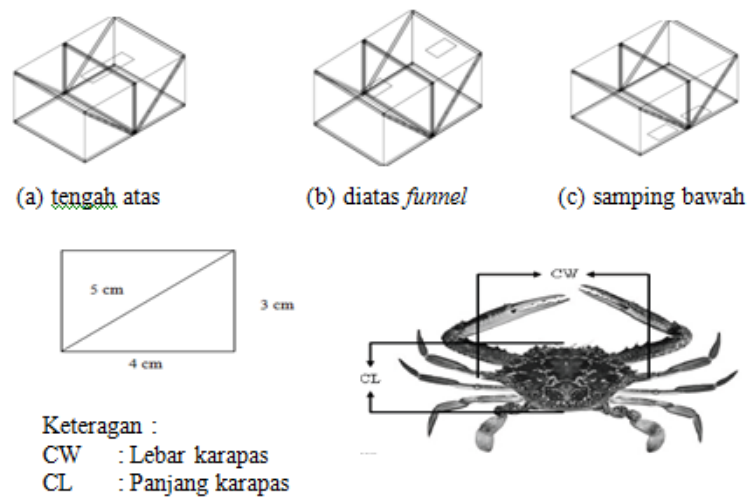 (a) tengah atas
(b) diatas funnel
(c) samping bawah
5 cm
3 cm
4 cm
CW
CL
Keteragan :
CW : Lebar karapas
CL : Panjang karapas